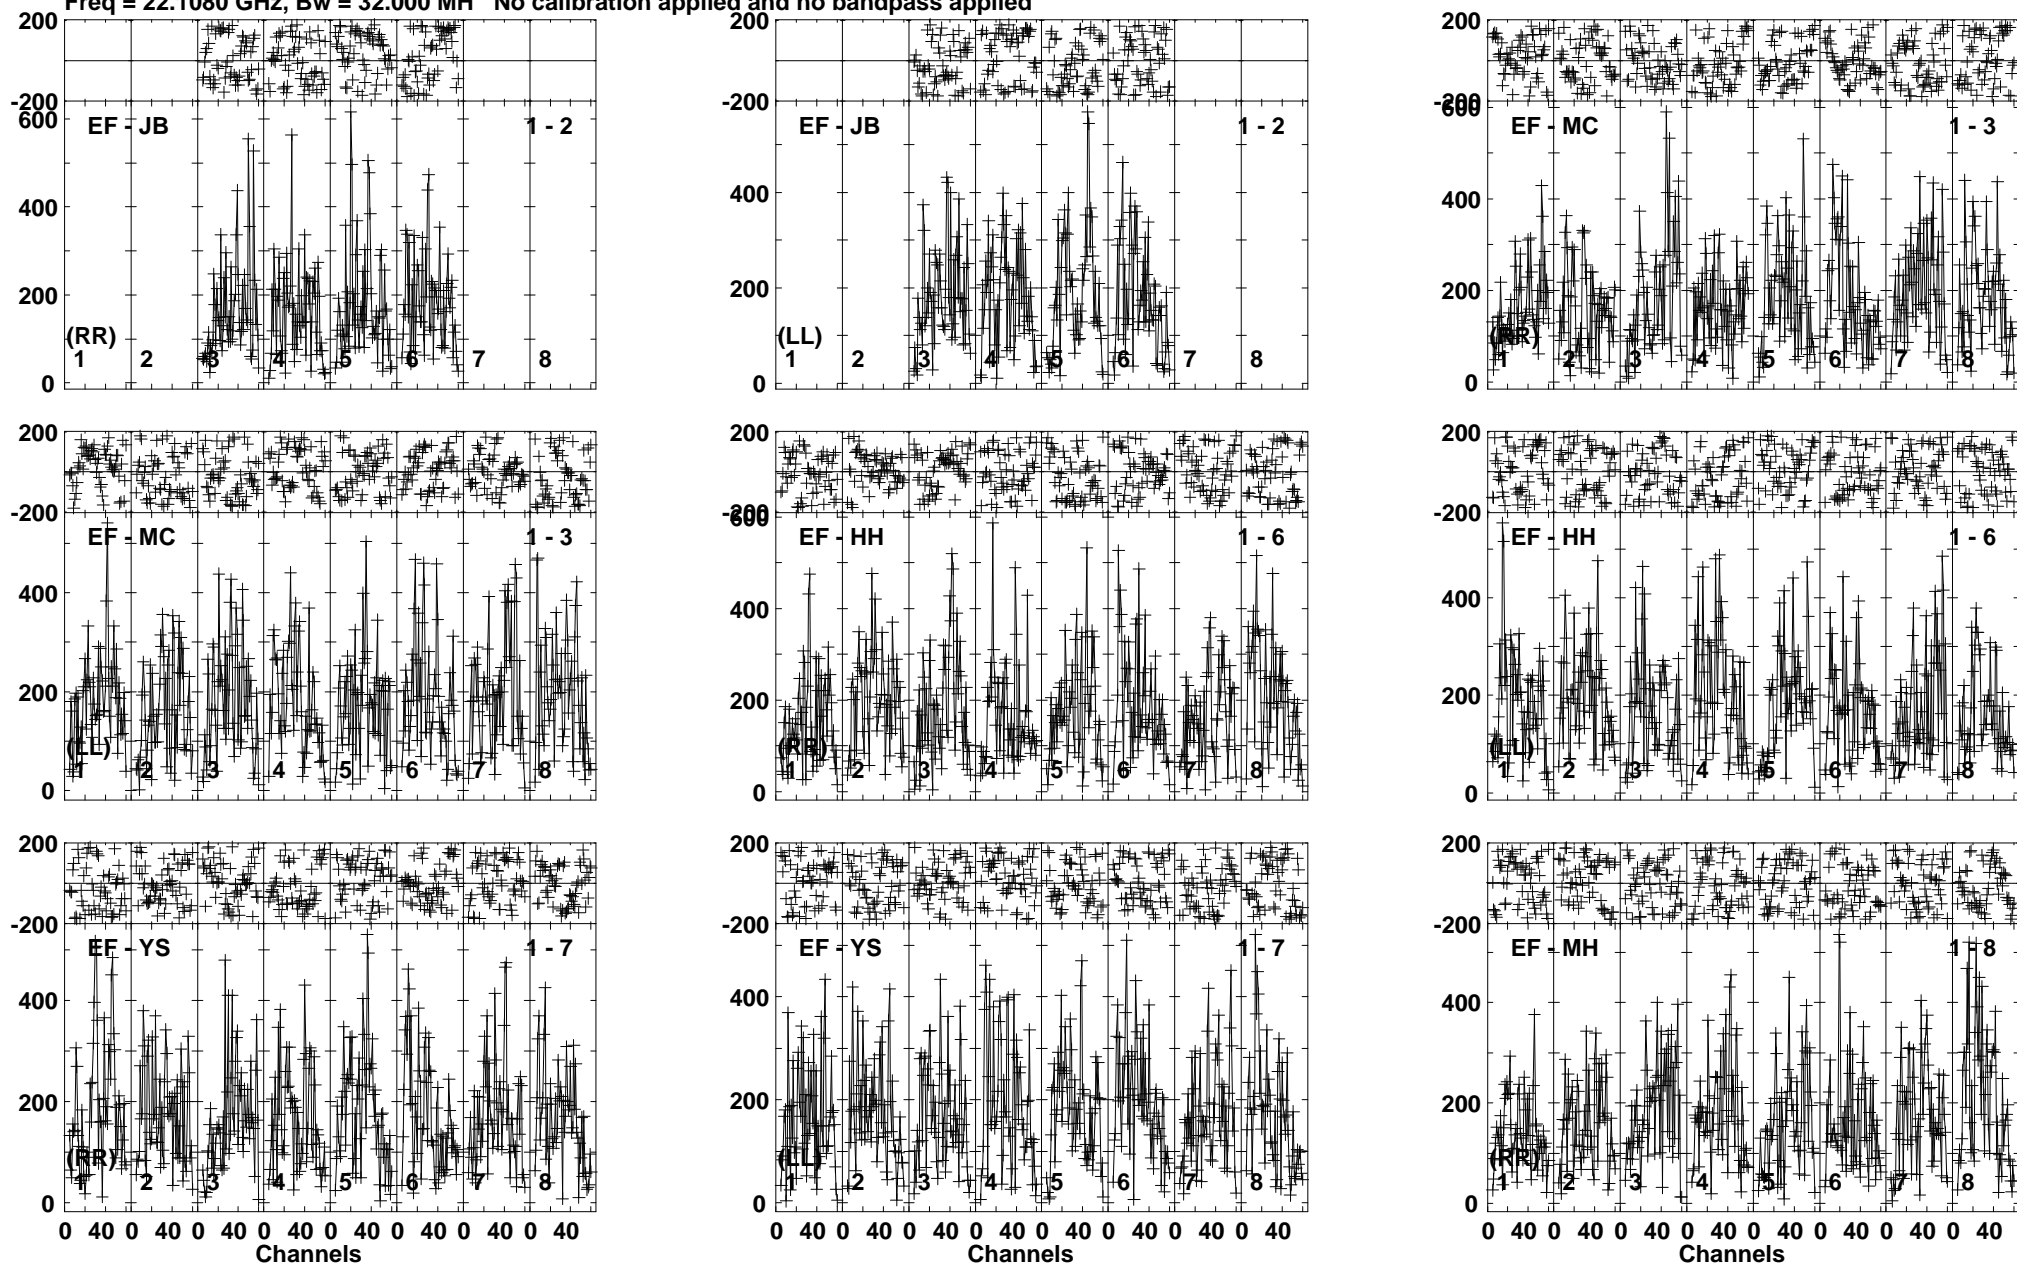 Freq = 22.1080 GHz, Bw = 32.000 MH No calibration applied and no bandpass applied
200 200 200
-200 -200 -200
600 EF - JB 1 - 2 EF - JB 1 - 2 600 EF - MC 1 - 3
400 400 400
200 200 200
(RR) (LL) (RR)
1 2 3 4 5 6 7 8 1 2 3 4 5 6 7 8 1 2 3 4 5 6 7 8
0 0 0
200 200 200
-200 -200 -200
EF - MC 1 - 3 600 EF - HH 1 - 6 EF - HH 1 - 6
400 400 400
200 200 200
(LL) (RR) (LL)
1 2 3 4 5 6 7 8 1 2 3 4 5 6 7 8 1 2 3 4 5 6 7 8
0 0 0
200 200 200
-200 -200 -200
EF - YS 1 - 7 EF - YS 1 - 7 EF - MH 1 - 8
400 400 400
200 200 200
(RR) (LL) (RR)
1 2 3 4 5 6 7 8 1 2 3 4 5 6 7 8 1 2 3 4 5 6 7 8
0 0 0
0 40 0 40 0 40 0 40 0 40 0 40 0 40 0 40 0 40 0 40 0 40 0 40 0 40 0 40 0 40 0 40 0 40 0 40 0 40 0 40 0 40 0 40 0 40 0 40
Channels Channels Channels